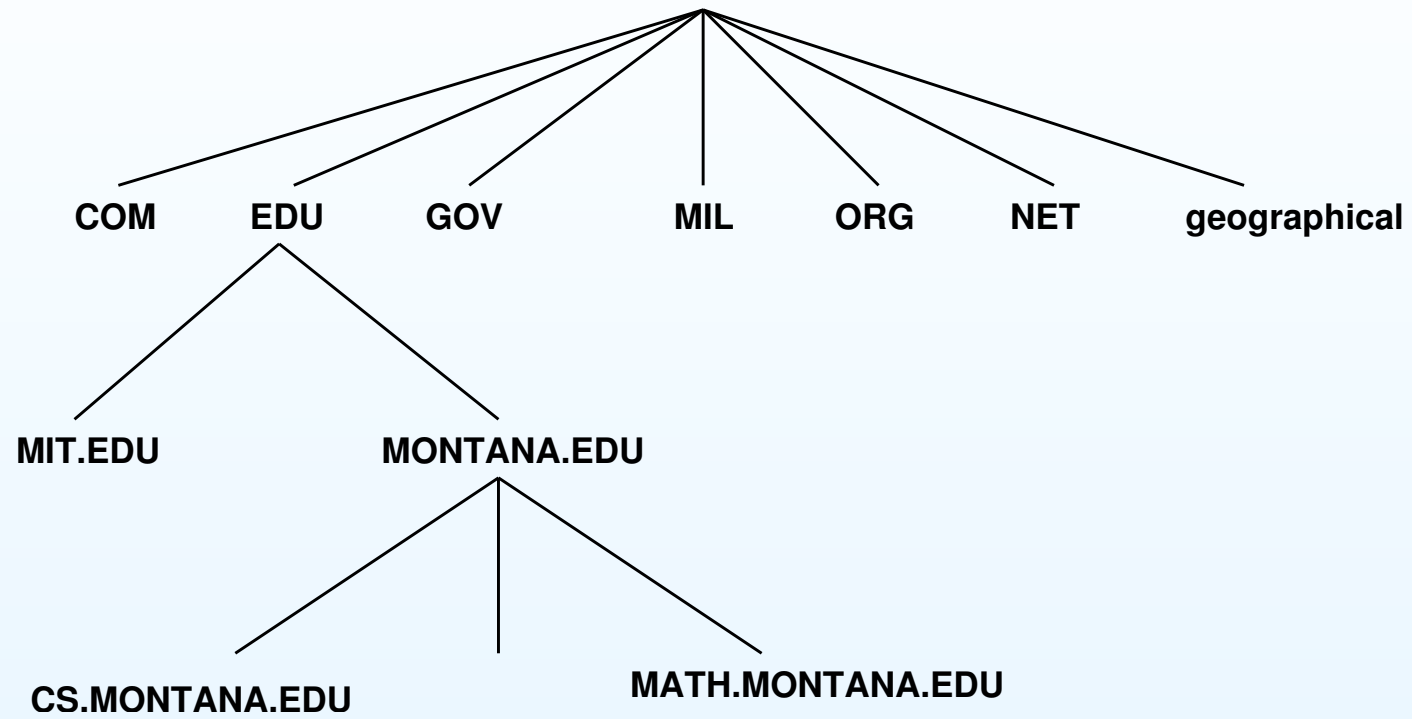 COM EDU GOV MIL ORG NET geographical
MIT.EDU MONTANA.EDU
CS.MONTANA.EDU MATH.MONTANA.EDU